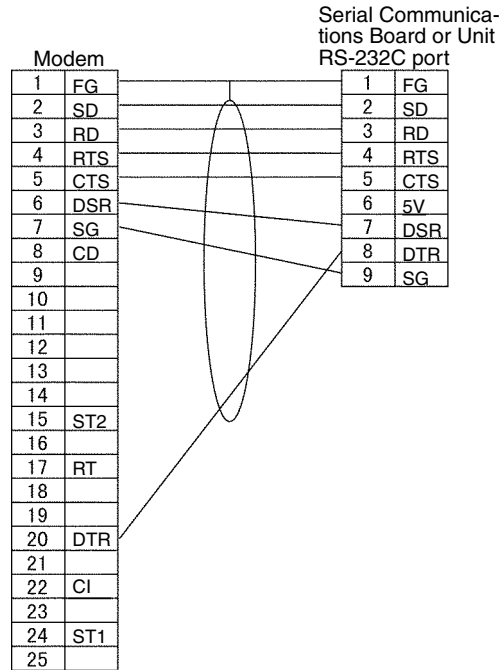 Serial Communica-
tions Board or Unit
RS-232C port
Modem
1 FG
2 SD
3 RD
4 RTS
5 CTS
6 DSR
7 SG
8 CD
9
10
11
12
13
14
15 ST2
16
17 RT
18
19
20 DTR
21
22 CI
23
24 ST1
25
1 FG
2 SD
3 RD
4 RTS
5 CTS
6 5V
7 DSR
8 DTR
9 SG